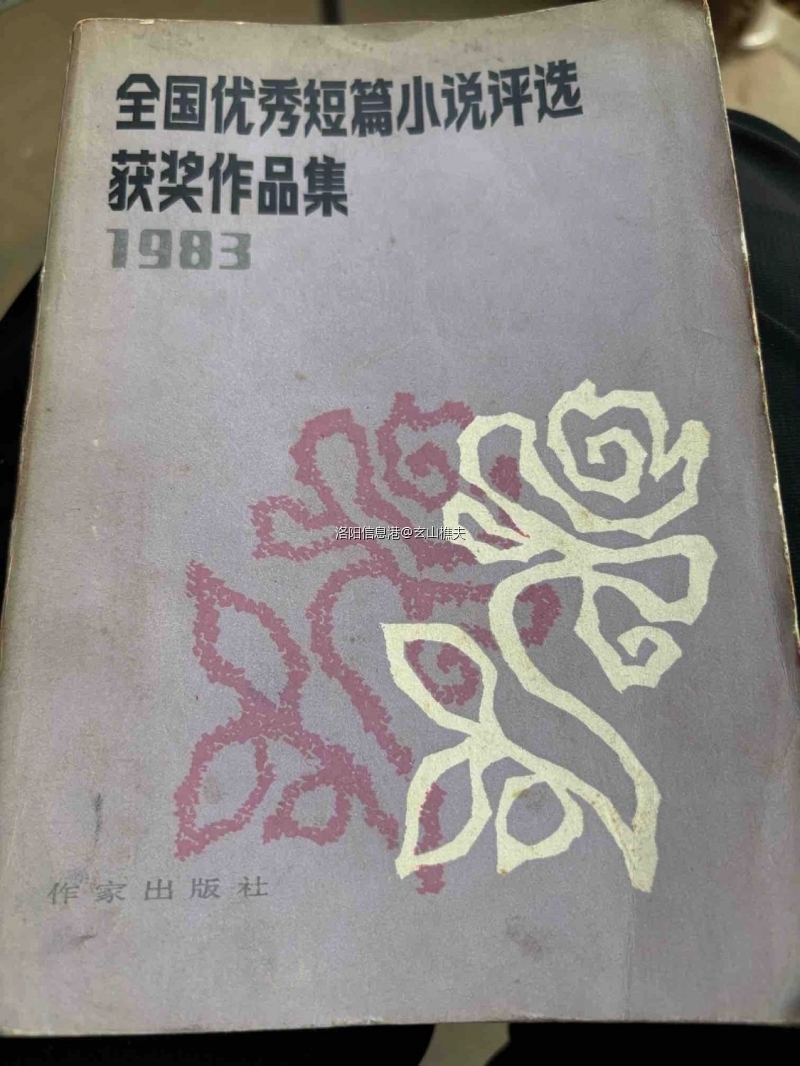 全国优秀短篇小说评选
获奖作品集
1983
洛阳信息港@玄山樵夫
作家出版社